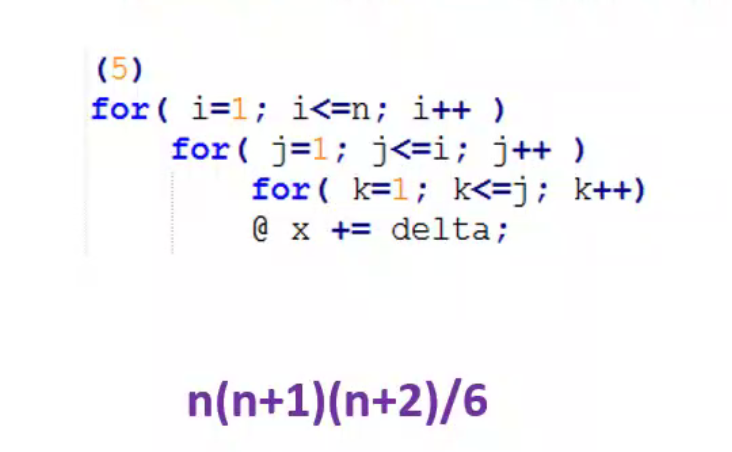 (5)
for( i=1; i<=n; i++ )
for( j=1; j<=i; j++ )
for( k=1; k<=j; k++)
@ x += delta;
n(n+1)(n+2)/6